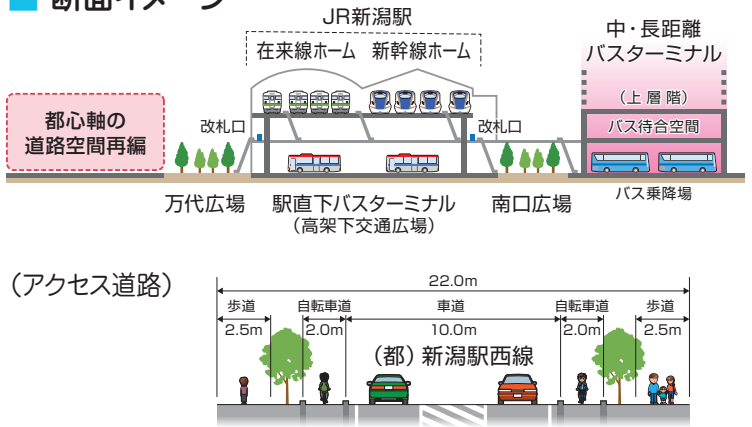 断面イメージ
JR新潟駅
在来線ホーム 新幹線ホーム
中・長距離
バスターミナル
(上層階)
バス待合空間
都心軸の
道路空間再編
改札口
改札口
万代広場
駅直下バスターミナル
(高架下交通広場)
南口広場
バス乗降場
(アクセス道路)
22.0m
歩道 自転車道 車道 自転車道 歩道
2.5m 2.0m 10.0m 2.0m 2.5m
(都)新潟駅西線